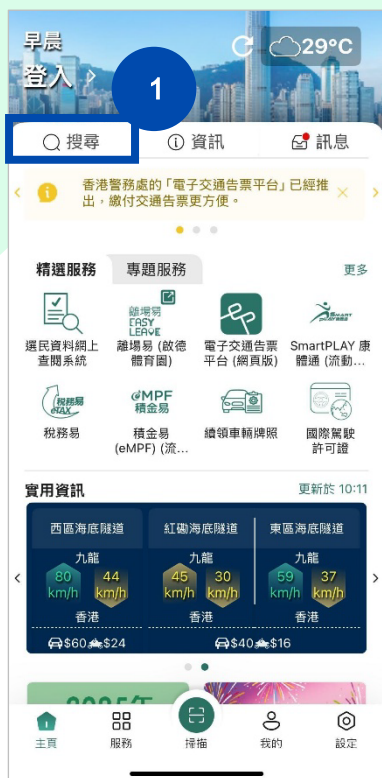 早晨
29°C
登入 >
1
搜尋
資訊
訊息
香港警務處的「電子交通告票平台」已經推出，繳付交通告票更方便。
精選服務
專題服務
更多
選民資料網上查閱系統
離場易
EASY
LEAVE
離場易 (啟德體育園)
電子交通告票平台 (網頁版)
SmartPLAY 康體通 (流動...
稅務易
eTAX
稅務易
eMPF
積金易
積金易 (eMPF) (流...
續領車輛牌照
國際駕駛許可證
實用資訊
更新於 10:11
西區海底隧道
紅磡海底隧道
東區海底隧道
九龍
九龍
九龍
80 km/h
44 km/h
45 km/h
30 km/h
59 km/h
37 km/h
香港
香港
香港
$60
$24
$40
$16
2025年
主頁
服務
掃描
我的
設定